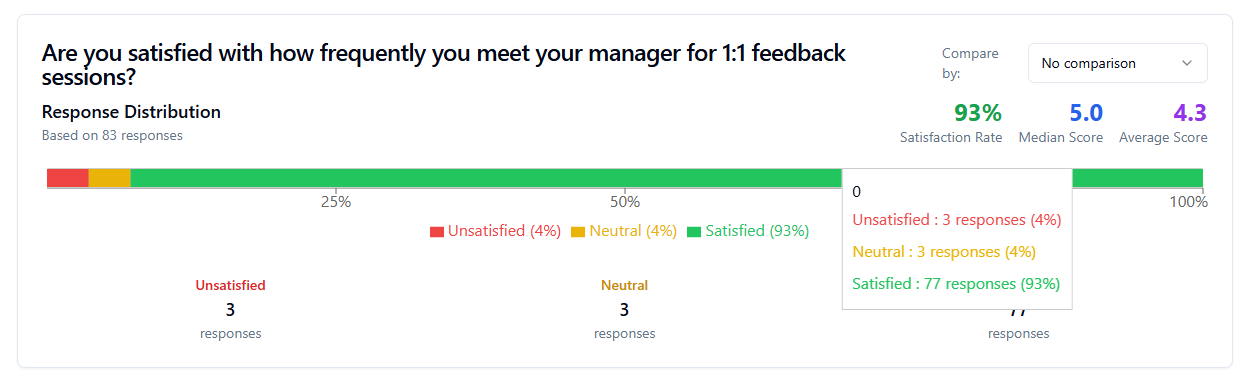 Are you satisfied with how frequently you meet your manager for 1:1 feedback
sessions?
Compare
by:
No comparison
Response Distribution
Based on 83 responses
93%
Satisfaction Rate
5.0
Median Score
4.3
Average Score
25%
50%
100%
0
Unsatisfied : 3 responses (4%)
Neutral : 3 responses (4%)
Satisfied : 77 responses (93%)
Unsatisfied (4%)
Neutral (4%)
Satisfied (93%)
Unsatisfied
3
responses
Neutral
3
responses
77
responses